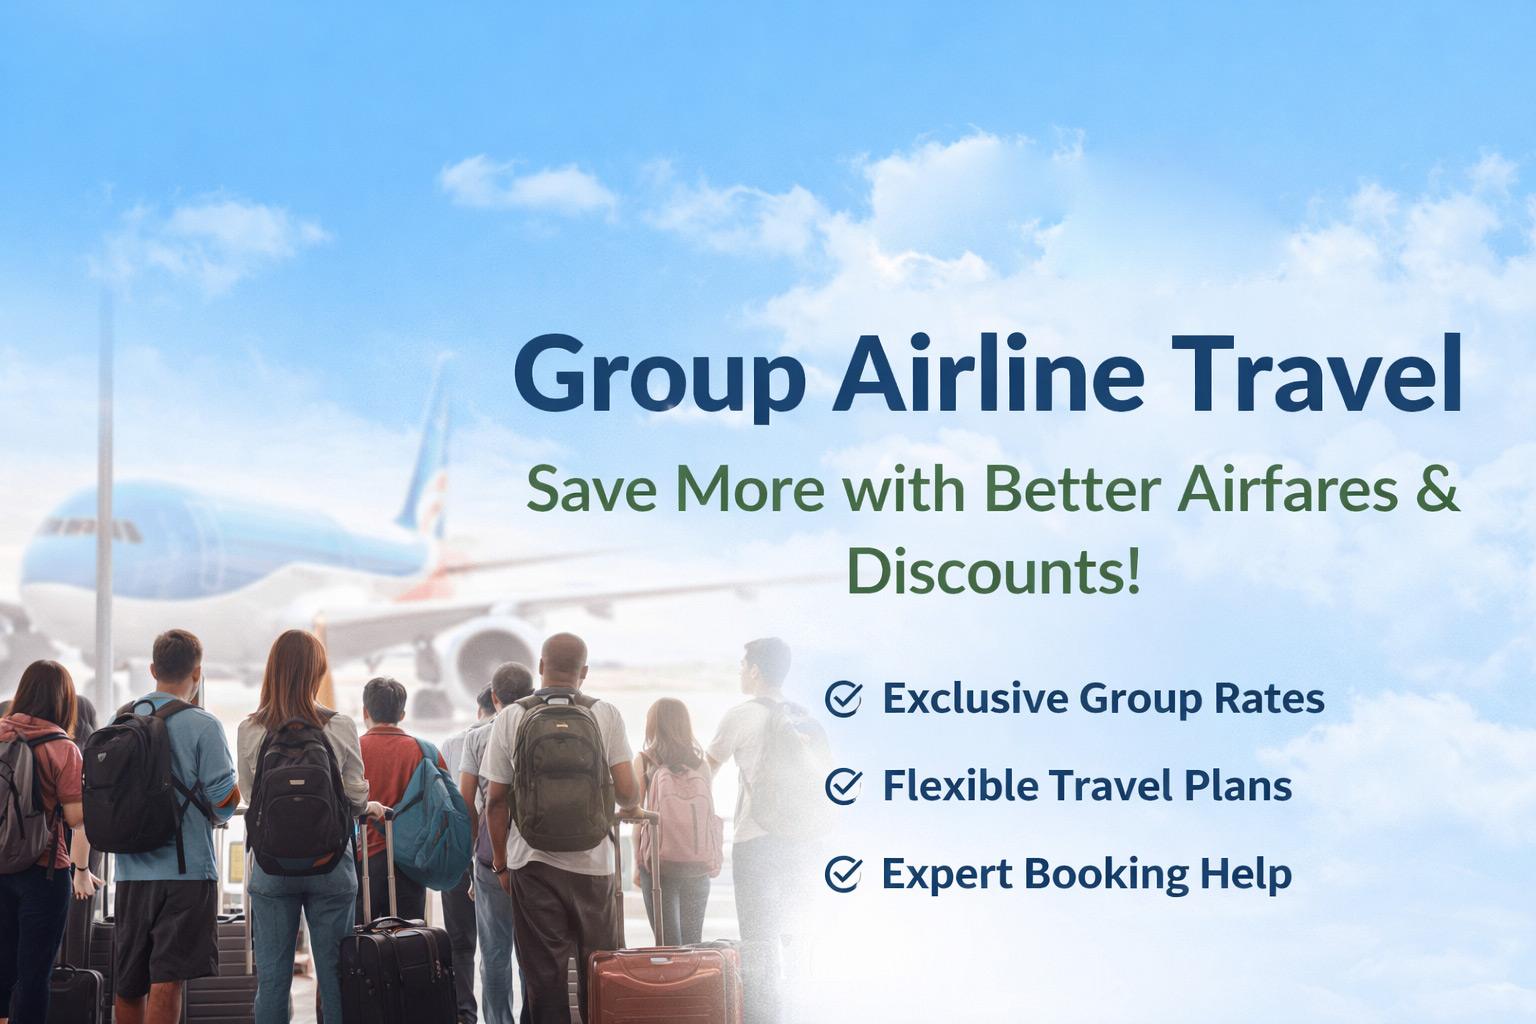 Group Airline Travel
Save More with Better Airfares &
Discounts!
Exclusive Group Rates
Flexible Travel Plans
Expert Booking Help